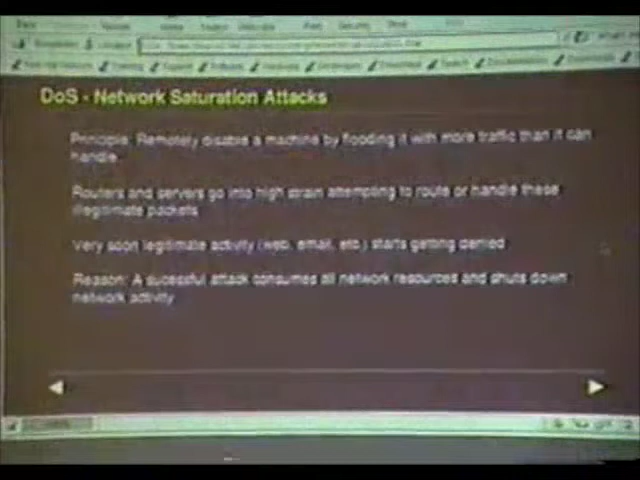 DoS - Network Saturation Attacks
Principle: Remotely disable a machine by flooding it with more traffic than it can
handle
Routers and servers go into high strain attempting to route or handle these
illegitimate packets
Very soon legitimate activity (web, email, etc.) starts getting denied
Reason: A sucessful attack consumes all network resources and shuts down
network activity